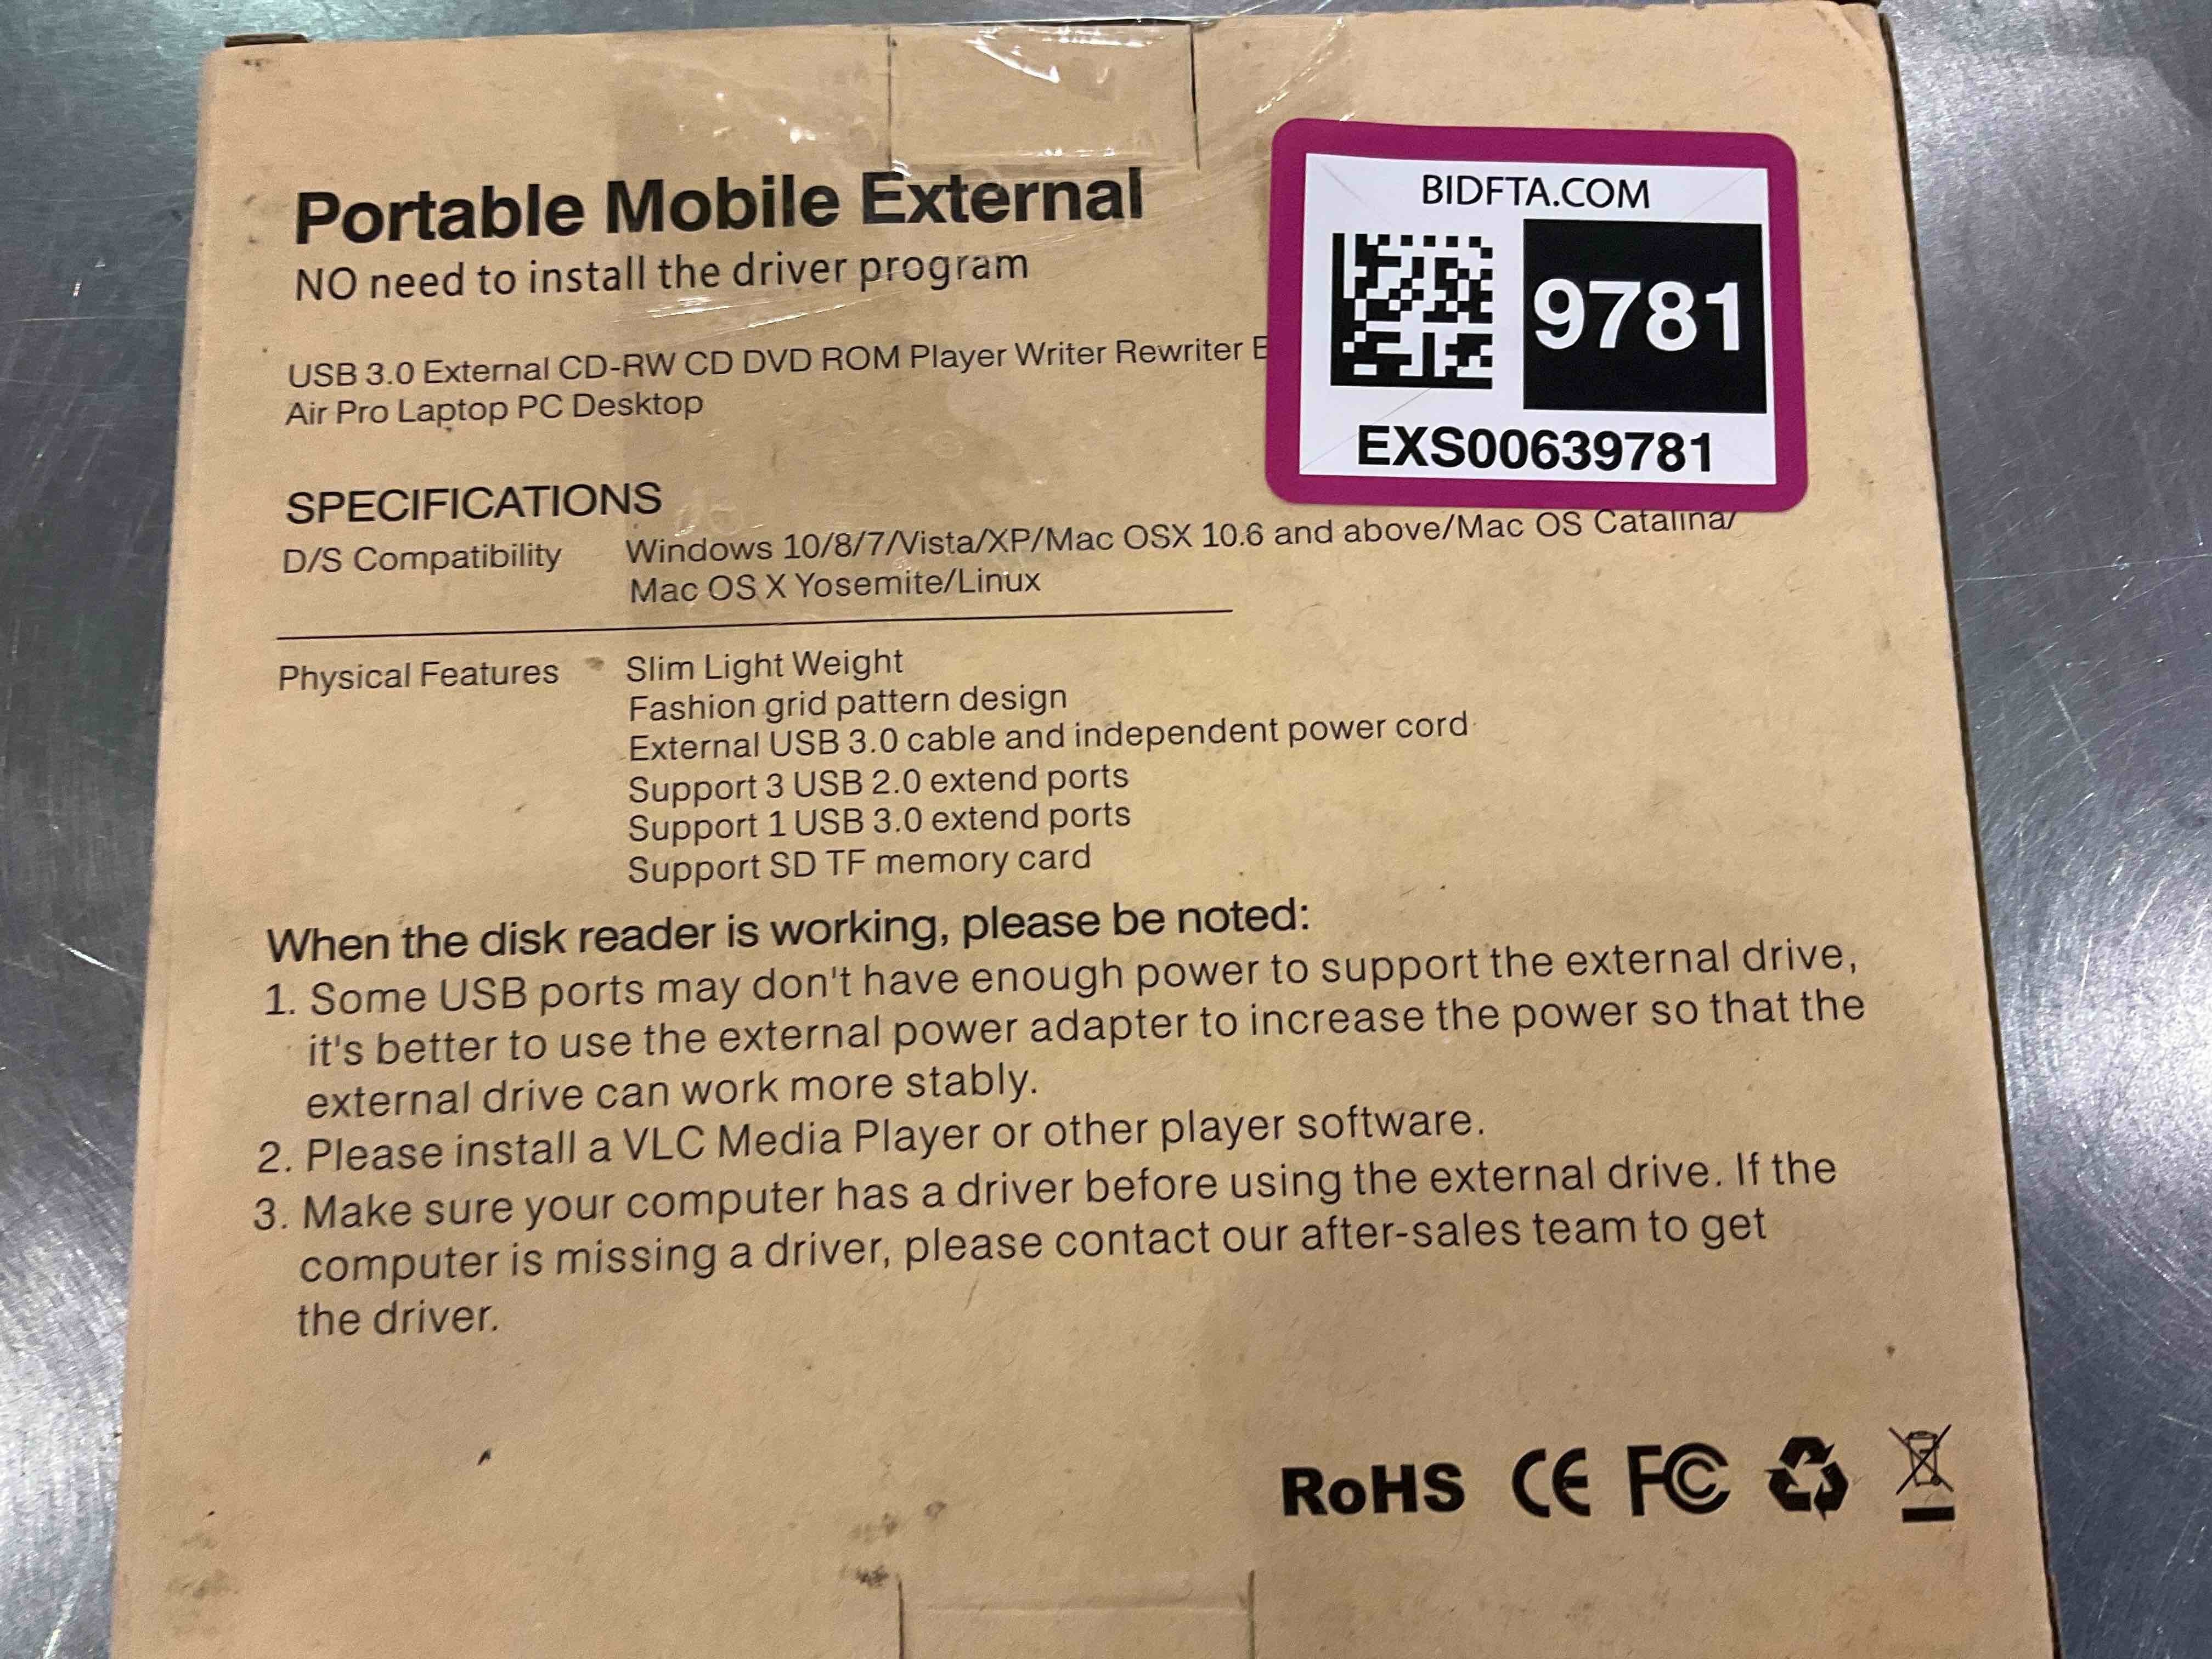 Portable Mobile External
NO need to install the driver program
BIDFTA.COM
9781
EXS00639781
USB 3.0 External CD-RW CD DVD ROM Player Writer Rewriter
Air Pro Laptop PC Desktop
SPECIFICATIONS
D/S Compatibility Windows 10/8/7/Vista/XP/Mac OSX 10.6 and above/Mac OS Catalina/
Mac OS X Yosemite/Linux
Physical Features Slim Light Weight
Fashion grid pattern design
External USB 3.0 cable and independent power cord
Support 3 USB 2.0 extend ports
Support 1 USB 3.0 extend ports
Support SD TF memory card
When the disk reader is working, please be noted:
1. Some USB ports may don't have enough power to support the external drive,
it's better to use the external power adapter to increase the power so that the
external drive can work more stably.
2. Please install a VLC Media Player or other player software.
3. Make sure your computer has a driver before using the external drive. If the
computer is missing a driver, please contact our after-sales team to get
the driver.
RoHS CE FC